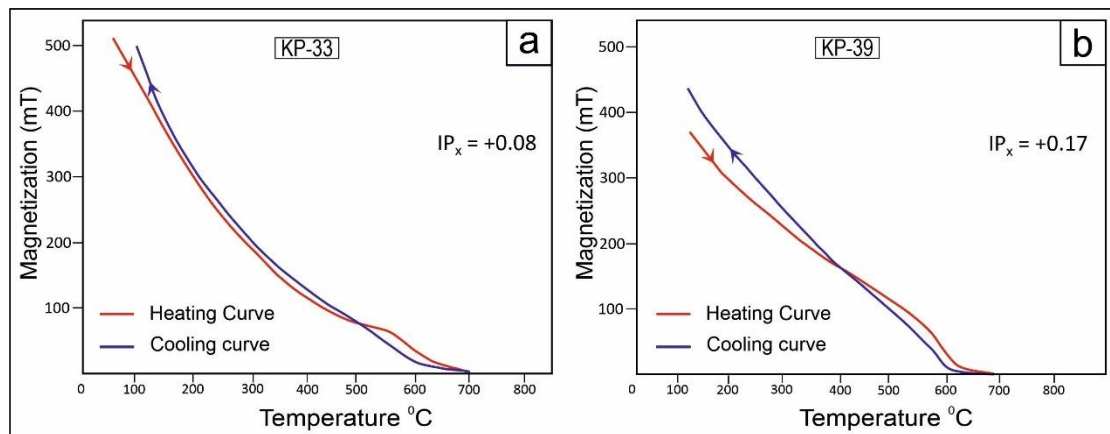 a
KP-33
IPₓ = +0.08
Magnetization (mT)
500
400
300
200
100
Heating Curve
Cooling curve
0 100 200 300 400 500 600 700 800
Temperature ⁰C
b
KP-39
IPₓ = +0.17
Magnetization (mT)
500
400
300
200
100
Heating Curve
Cooling curve
0 100 200 300 400 500 600 700 800
Temperature ⁰C